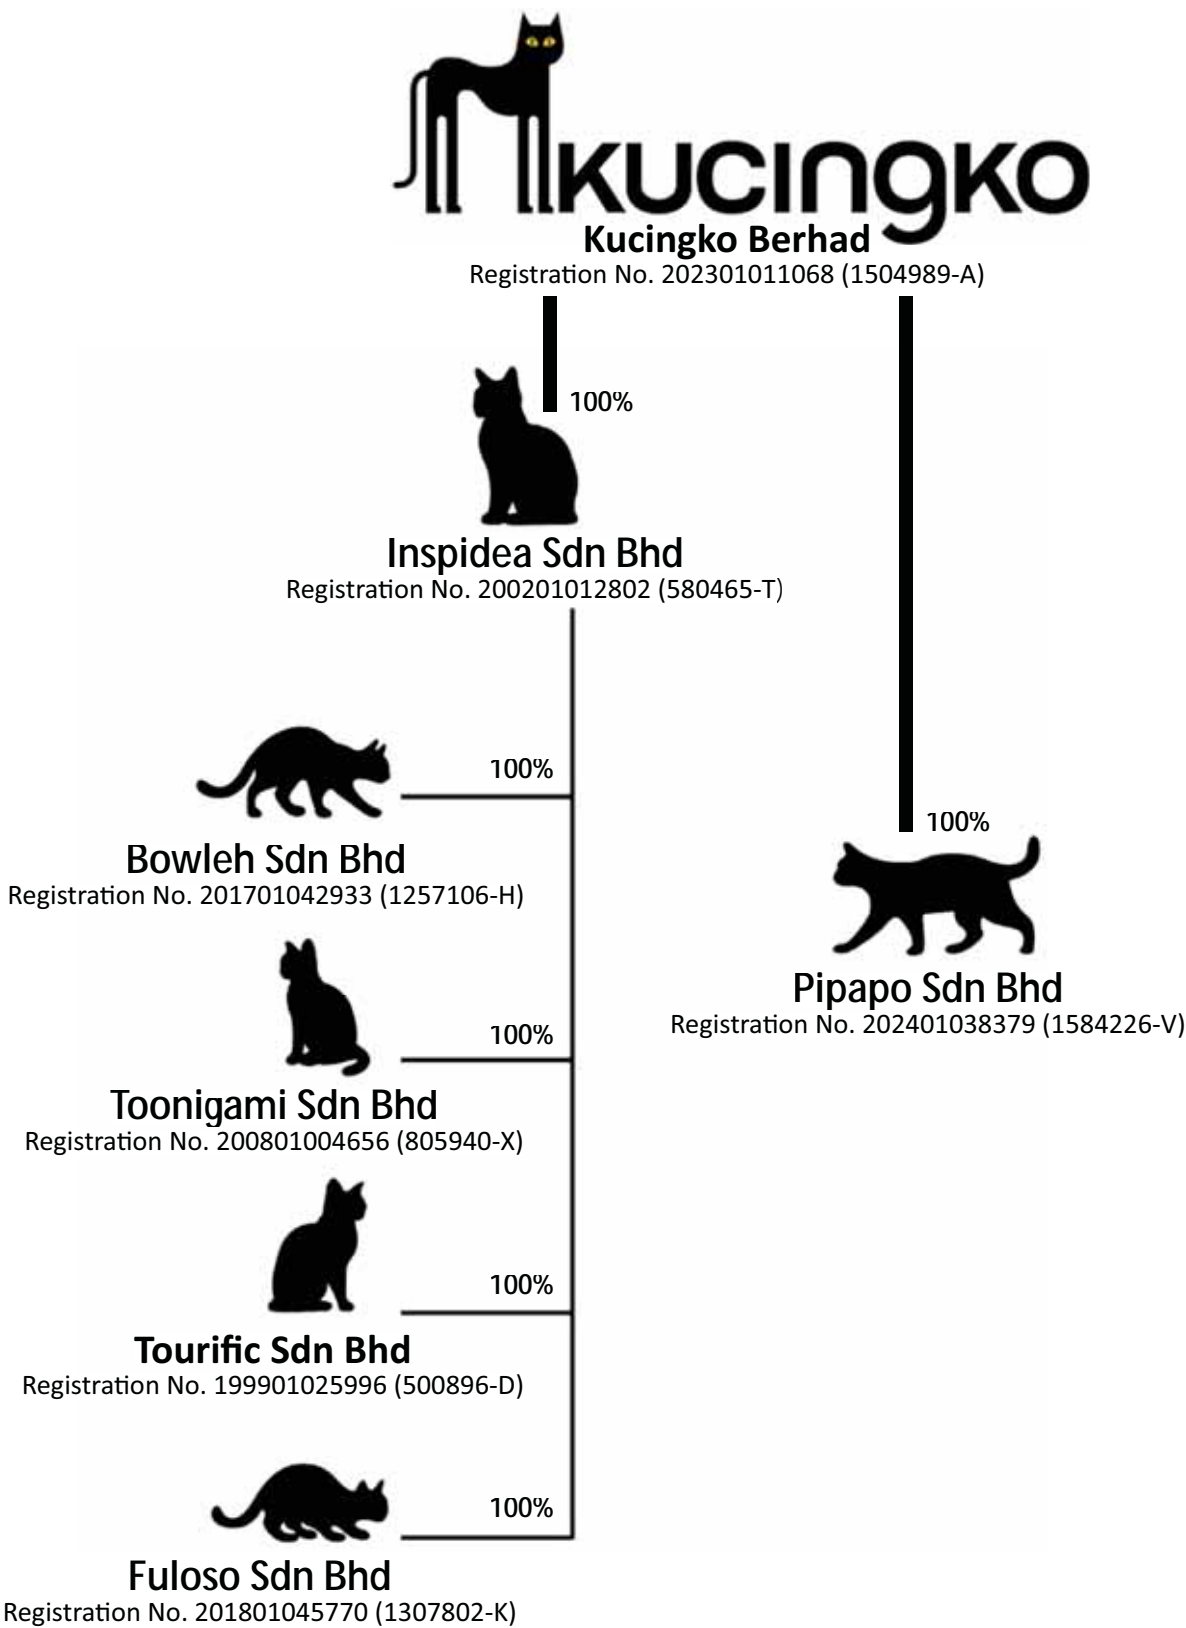 kucingko
Kucingko Berhad
Registration No. 202301011068 (1504989-A)
100%
Inspidea Sdn Bhd
Registration No. 200201012802 (580465-T)
100%
Bowleh Sdn Bhd
Registration No. 201701042933 (1257106-H)
100%
Pipapo Sdn Bhd
Registration No. 202401038379 (1584226-V)
100%
Toonigami Sdn Bhd
Registration No. 200801004656 (805940-X)
100%
Tourific Sdn Bhd
Registration No. 199901025996 (500896-D)
100%
Fuloso Sdn Bhd
Registration No. 201801045770 (1307802-K)